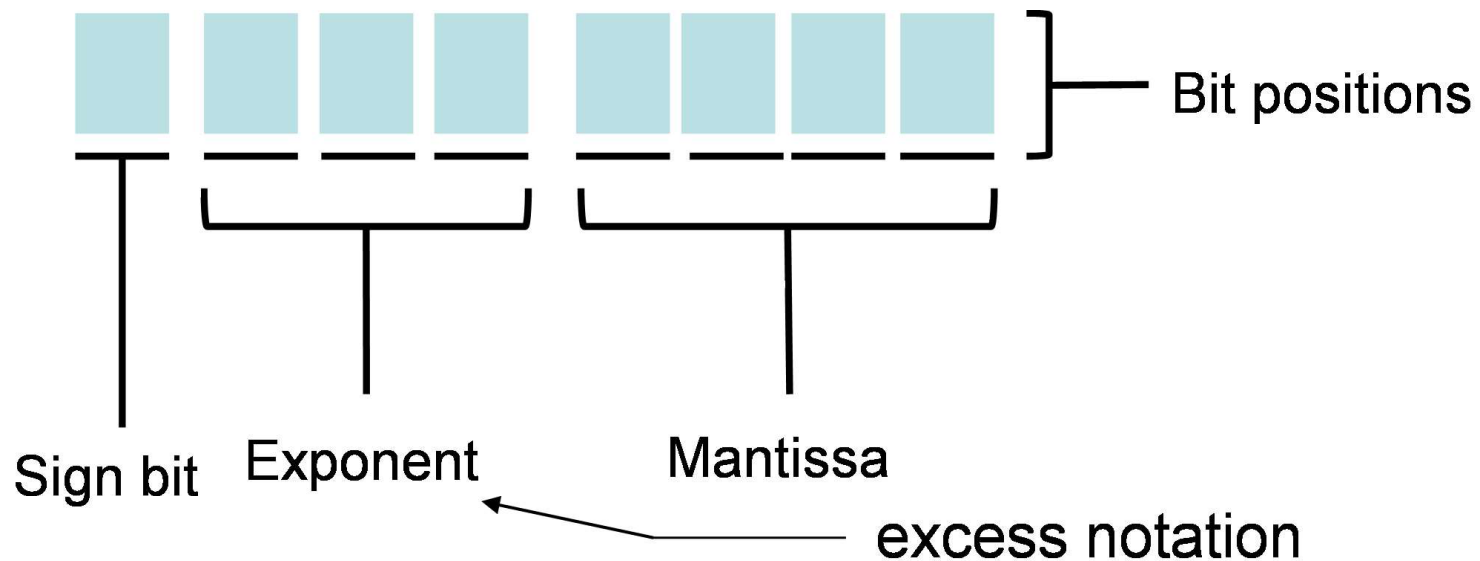 Bit positions
Sign bit
Exponent
Mantissa
excess notation